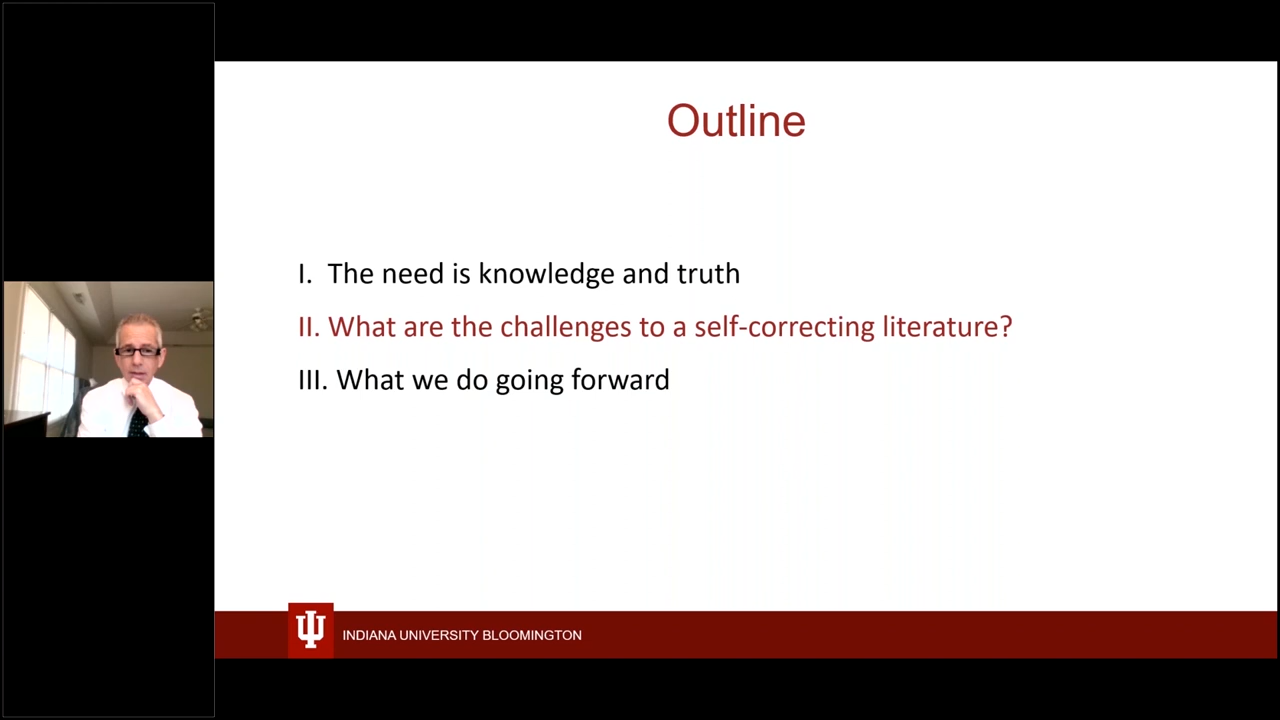 Outline
I. The need is knowledge and truth
II. What are the challenges to a self-correcting literature?
III. What we do going forward
INDIANA UNIVERSITY BLOOMINGTON